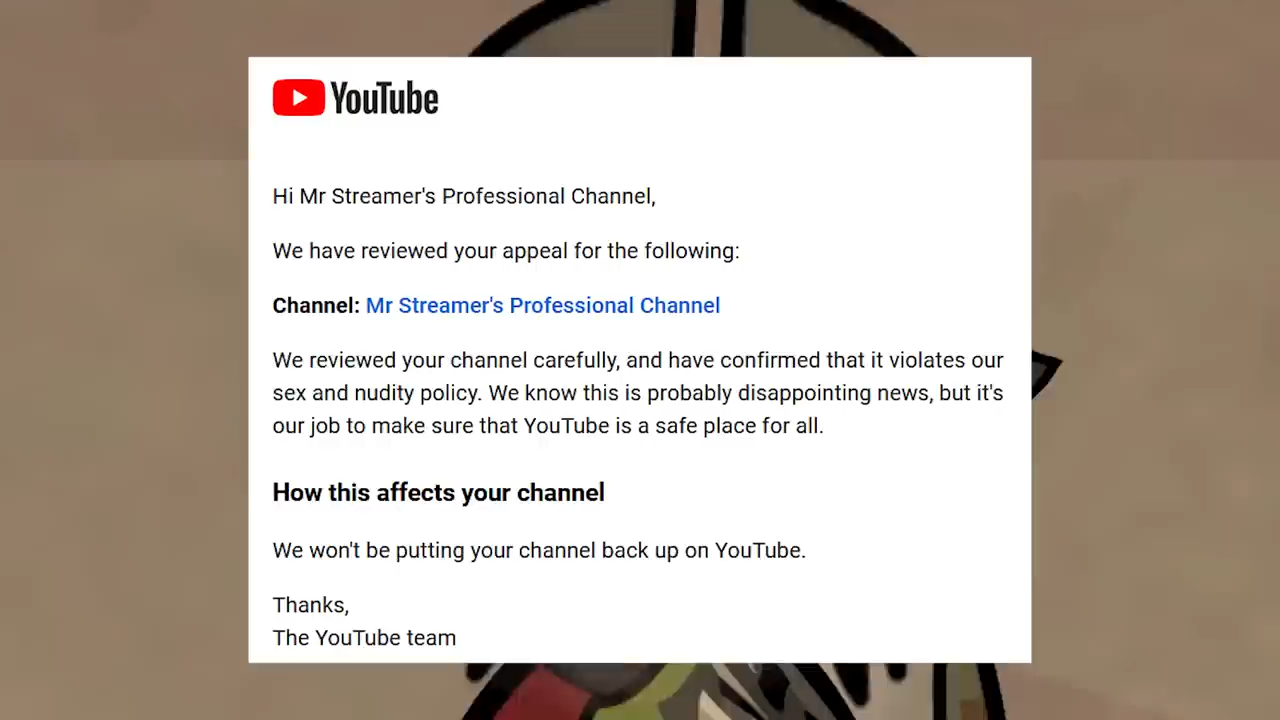 YouTube
Hi Mr Streamer's Professional Channel,
We have reviewed your appeal for the following:
Channel: Mr Streamer's Professional Channel
We reviewed your channel carefully, and have confirmed that it violates our
sex and nudity policy. We know this is probably disappointing news, but it's
our job to make sure that YouTube is a safe place for all.
How this affects your channel
We won't be putting your channel back up on YouTube.
Thanks,
The YouTube team